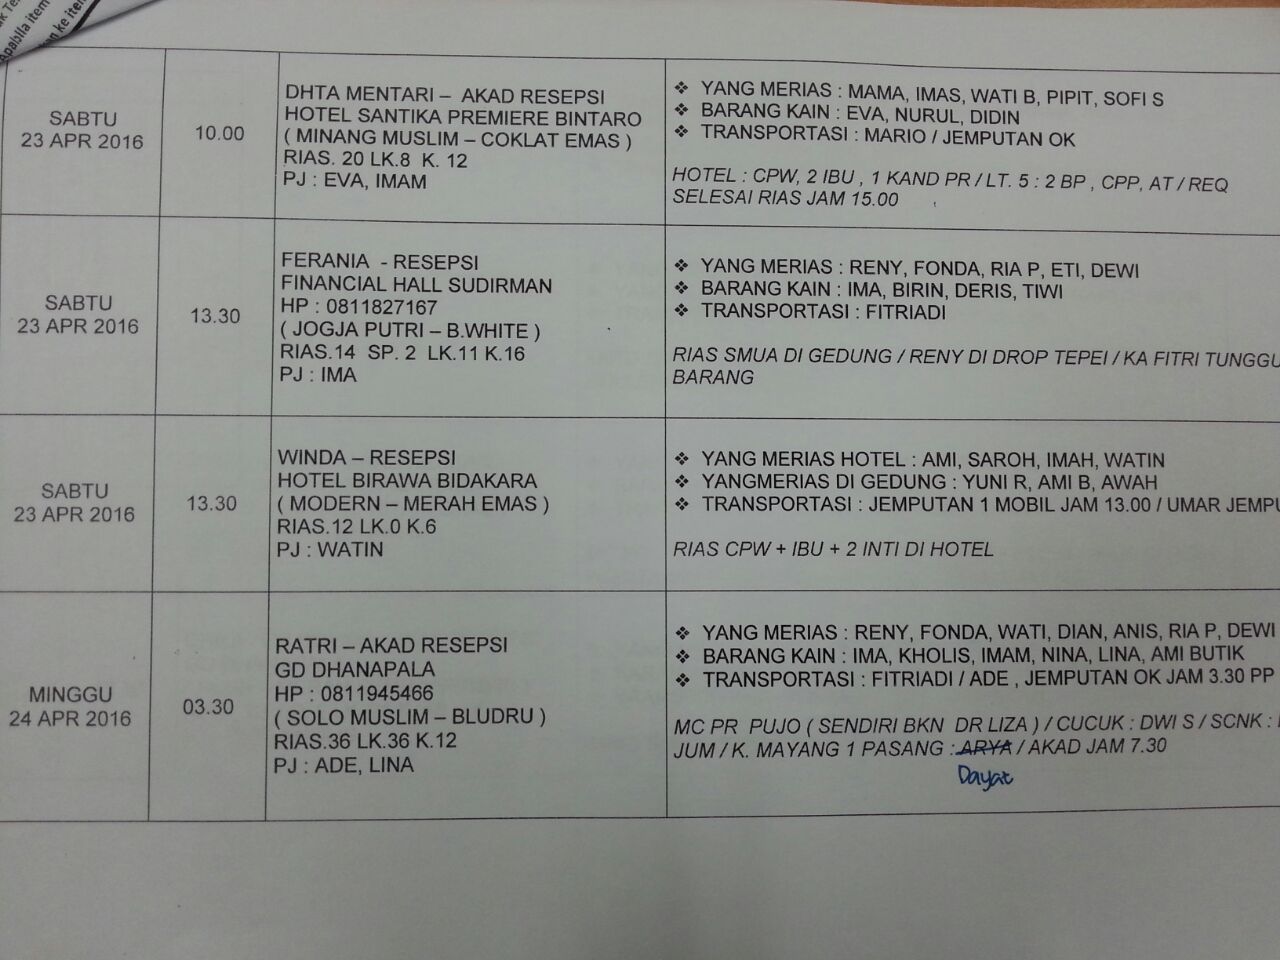 Apabila item
ke item
SABTU
23 APR 2016
10.00
DHTA MENTARI – AKAD RESEPSI
HOTEL SANTIKA PREMIERE BINTARO
( MINANG MUSLIM – COKLAT EMAS )
RIAS. 20 LK.8 K. 12
PJ : EVA, IMAM
❖ YANG MERIAS : MAMA, IMAS, WATI B, PIPIT, SOFI S
❖ BARANG KAIN : EVA, NURUL, DIDIN
❖ TRANSPORTASI : MARIO / JEMPUTAN OK
HOTEL : CPW, 2 IBU , 1 KAND PR / LT. 5 : 2 BP , CPP, AT / REQ
SELESAI RIAS JAM 15.00
SABTU
23 APR 2016
13.30
FERANIA - RESEPSI
FINANCIAL HALL SUDIRMAN
HP : 0811827167
( JOGJA PUTRI – B.WHITE )
RIAS.14 SP. 2 LK.11 K.16
PJ : IMA
❖ YANG MERIAS : RENY, FONDA, RIA P, ETI, DEWI
❖ BARANG KAIN : IMA, BIRIN, DERIS, TIWI
❖ TRANSPORTASI : FITRIADI
RIAS SMUA DI GEDUNG / RENY DI DROP TEPEI / KA FITRI TUNGGU
BARANG
SABTU
23 APR 2016
13.30
WINDA – RESEPSI
HOTEL BIRAWA BIDAKARA
( MODERN – MERAH EMAS )
RIAS.12 LK.0 K.6
PJ : WATIN
❖ YANG MERIAS HOTEL : AMI, SAROH, IMAH, WATIN
❖ YANGMERIAS DI GEDUNG : YUNI R, AMI B, AWAH
❖ TRANSPORTASI : JEMPUTAN 1 MOBIL JAM 13.00 / UMAR JEMPU
RIAS CPW + IBU + 2 INTI DI HOTEL
MINGGU
24 APR 2016
03.30
RATRI – AKAD RESEPSI
GD DHANAPALA
HP : 0811945466
( SOLO MUSLIM – BLUDRU )
RIAS.36 LK.36 K.12
PJ : ADE, LINA
❖ YANG MERIAS : RENY, FONDA, WATI, DIAN, ANIS, RIA P, DEWI
❖ BARANG KAIN : IMA, KHOLIS, IMAM, NINA, LINA, AMI BUTIK
❖ TRANSPORTASI : FITRIADI / ADE , JEMPUTAN OK JAM 3.30 PP
MC PR PUJO ( SENDIRI BKN DR LIZA ) / CUCUK : DWI S / SCNK :
JUM / K. MAYANG 1 PASANG : ARYA / AKAD JAM 7.30
Dayat